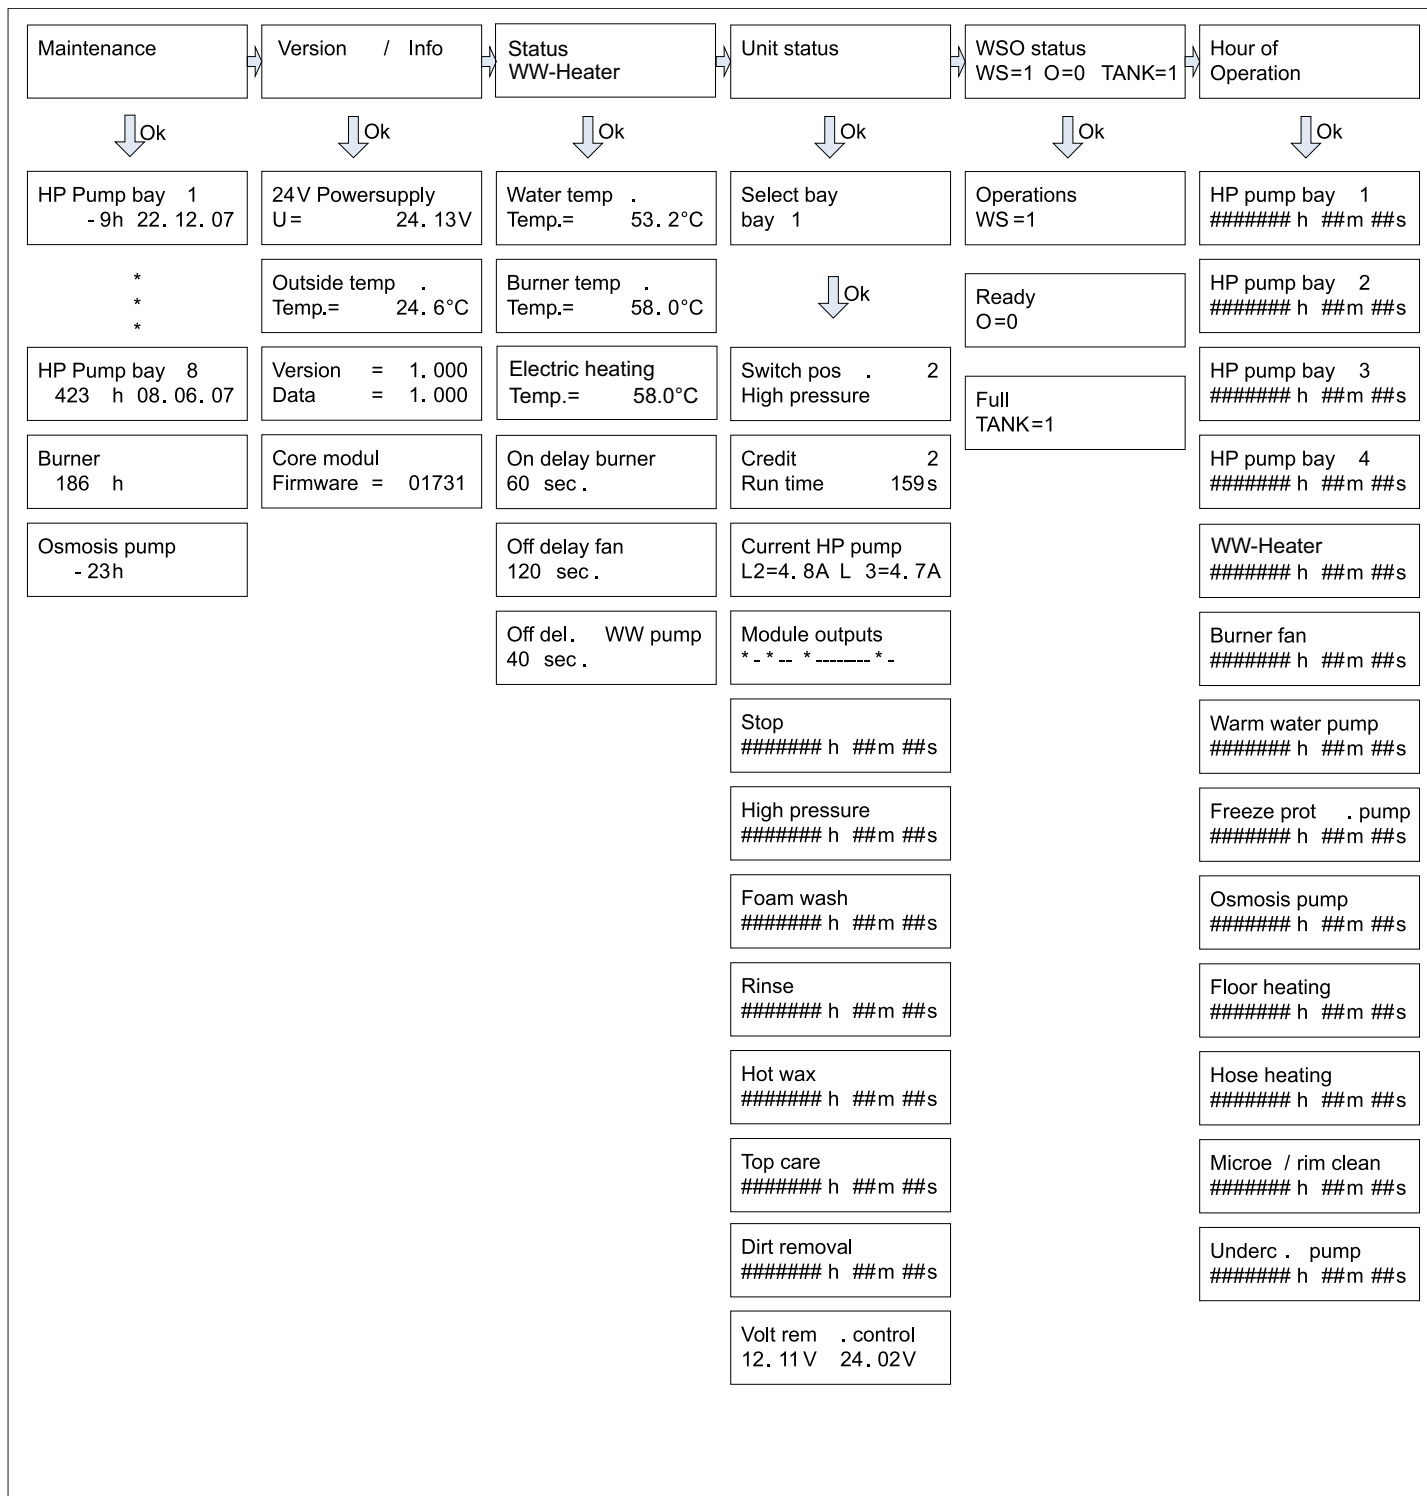 Maintenance
Version / Info
Status
WW-Heater
Unit status
WSO status
WS=1 O=0 TANK=1
Hour of
Operation
Ok
Ok
Ok
Ok
Ok
Ok
HP Pump bay 1
- 9h 22. 12. 07
*
*
*
HP Pump bay 8
423 h 08. 06. 07
Burner
186 h
Osmosis pump
- 23h
24V Powersupply
U= 24. 13V
Outside temp .
Temp.= 24. 6°C
Version = 1. 000
Data = 1. 000
Core modul
Firmware = 01731
Water temp .
Temp.= 53. 2°C
Burner temp .
Temp.= 58. 0°C
Electric heating
Temp.= 58.0°C
On delay burner
60 sec.
Off delay fan
120 sec.
Off del. WW pump
40 sec.
Select bay
bay 1
Ok
Switch pos . 2
High pressure
Credit 2
Run time 159s
Current HP pump
L2=4. 8A L 3=4. 7A
Module outputs
* - * -- * -------- * -
Stop
####### h ##m ##s
High pressure
####### h ##m ##s
Foam wash
####### h ##m ##s
Rinse
####### h ##m ##s
Hot wax
####### h ##m ##s
Top care
####### h ##m ##s
Dirt removal
####### h ##m ##s
Volt rem . control
12. 11V 24. 02V
Operations
WS =1
Ready
O=0
Full
TANK=1
HP pump bay 1
####### h ##m ##s
HP pump bay 2
####### h ##m ##s
HP pump bay 3
####### h ##m ##s
HP pump bay 4
####### h ##m ##s
WW-Heater
####### h ##m ##s
Burner fan
####### h ##m ##s
Warm water pump
####### h ##m ##s
Freeze prot . pump
####### h ##m ##s
Osmosis pump
####### h ##m ##s
Floor heating
####### h ##m ##s
Hose heating
####### h ##m ##s
Microe / rim clean
####### h ##m ##s
Underc . pump
####### h ##m ##s